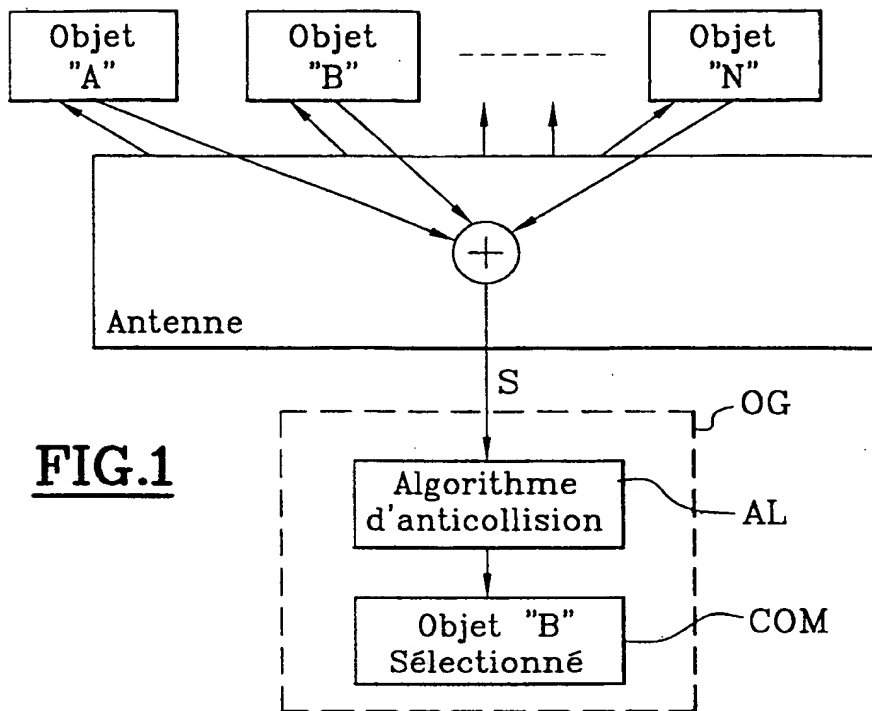 Objet
"A"
Objet
"B"
Objet
"N"
+
Antenne
S
OG
FIG.1
Algorithme
d'anticollision
AL
Objet "B"
Sélectionné
COM